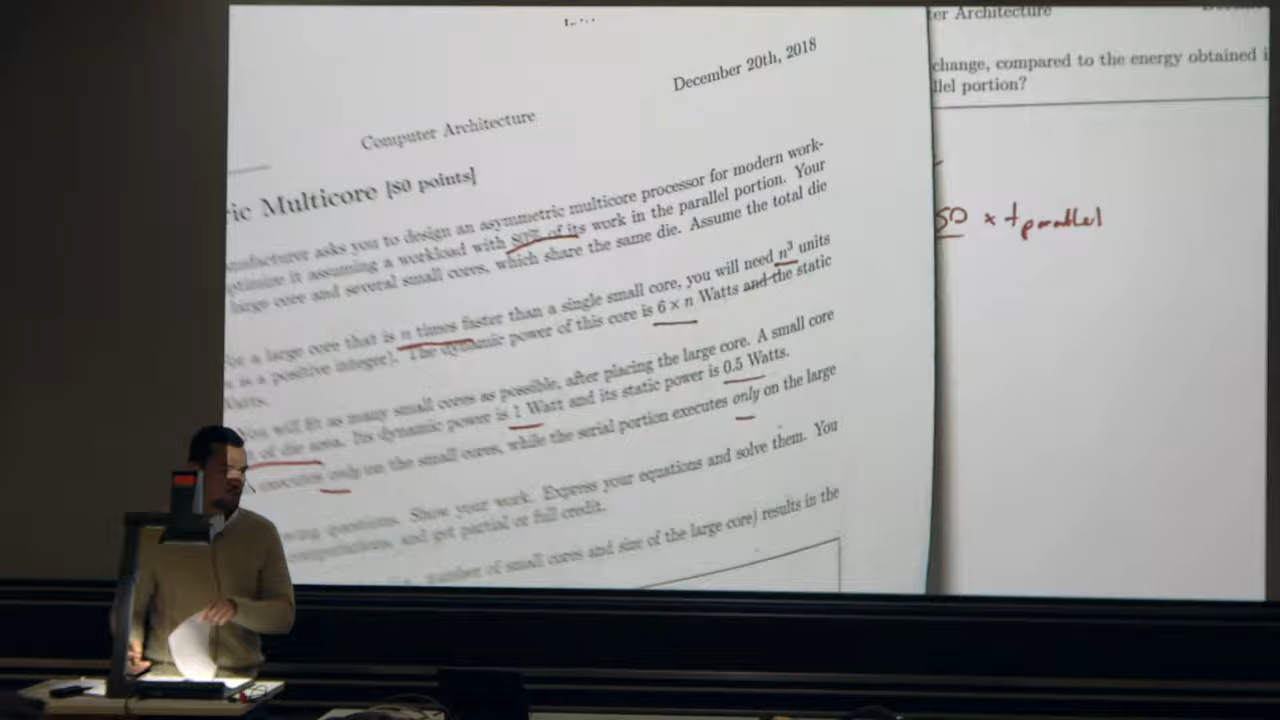 December 20th, 2018
Computer Architecture
ric Multicore [80 points]
nufacturer asks you to design an asymmetric multicore processor for modern work-
ptimize it assuming a workload with 80% of its work in the parallel portion. Your
large core and several small cores, which share the same die. Assume the total die
For a large core that is n times faster than a single small core, you will need n³ units
n is a positive integer). The dynamic power of this core is 6 × n Watts and the static
Watts.
You will fit as many small cores as possible, after placing the large core. A small core
t of die area. Its dynamic power is 1 Watt and its static power is 0.5 Watts.
executes only on the small cores, while the serial portion executes only on the large
wing questions. Show your work. Express your equations and solve them. You
computations, and get partial or full credit.
number of small cores and size of the large core) results in the
ter Architecture
change, compared to the energy obtained i
llel portion?
50 × t parallel